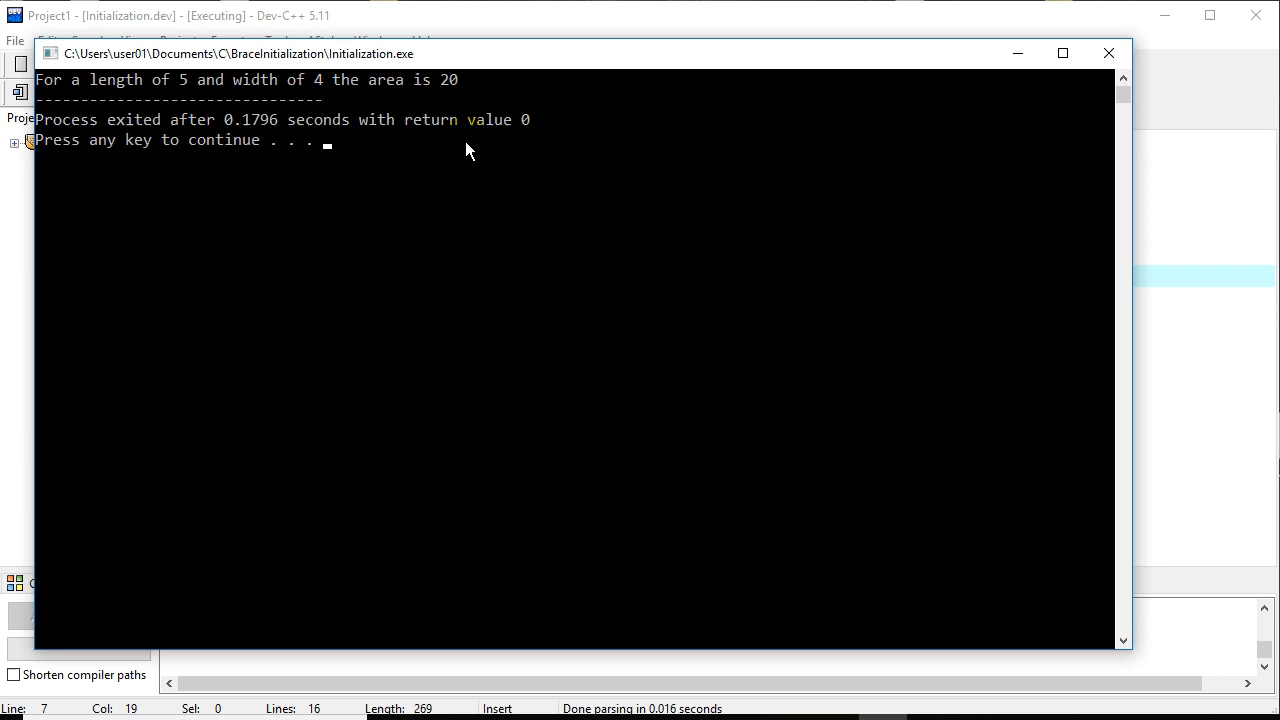 Project1 - [Initialization.dev] - [Executing] - Dev-C++ 5.11
File
C:\Users\user01\Documents\C\BraceInitialization\Initialization.exe
For a length of 5 and width of 4 the area is 20
--------------------------------
Process exited after 0.1796 seconds with return value 0
Press any key to continue . . .
Shorten compiler paths
Line: 7 Col: 19 Sel: 0 Lines: 16 Length: 269 Insert Done parsing in 0.016 seconds